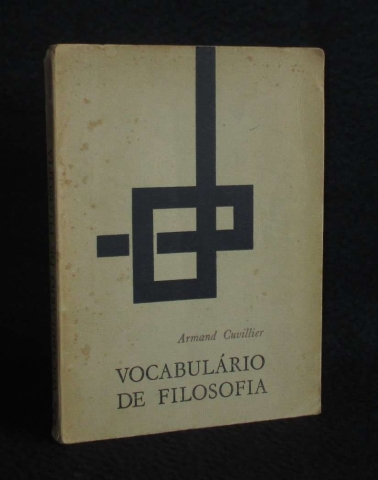 Armand Cuvillier
VOCABULÁRIO
DE FILOSOFIA